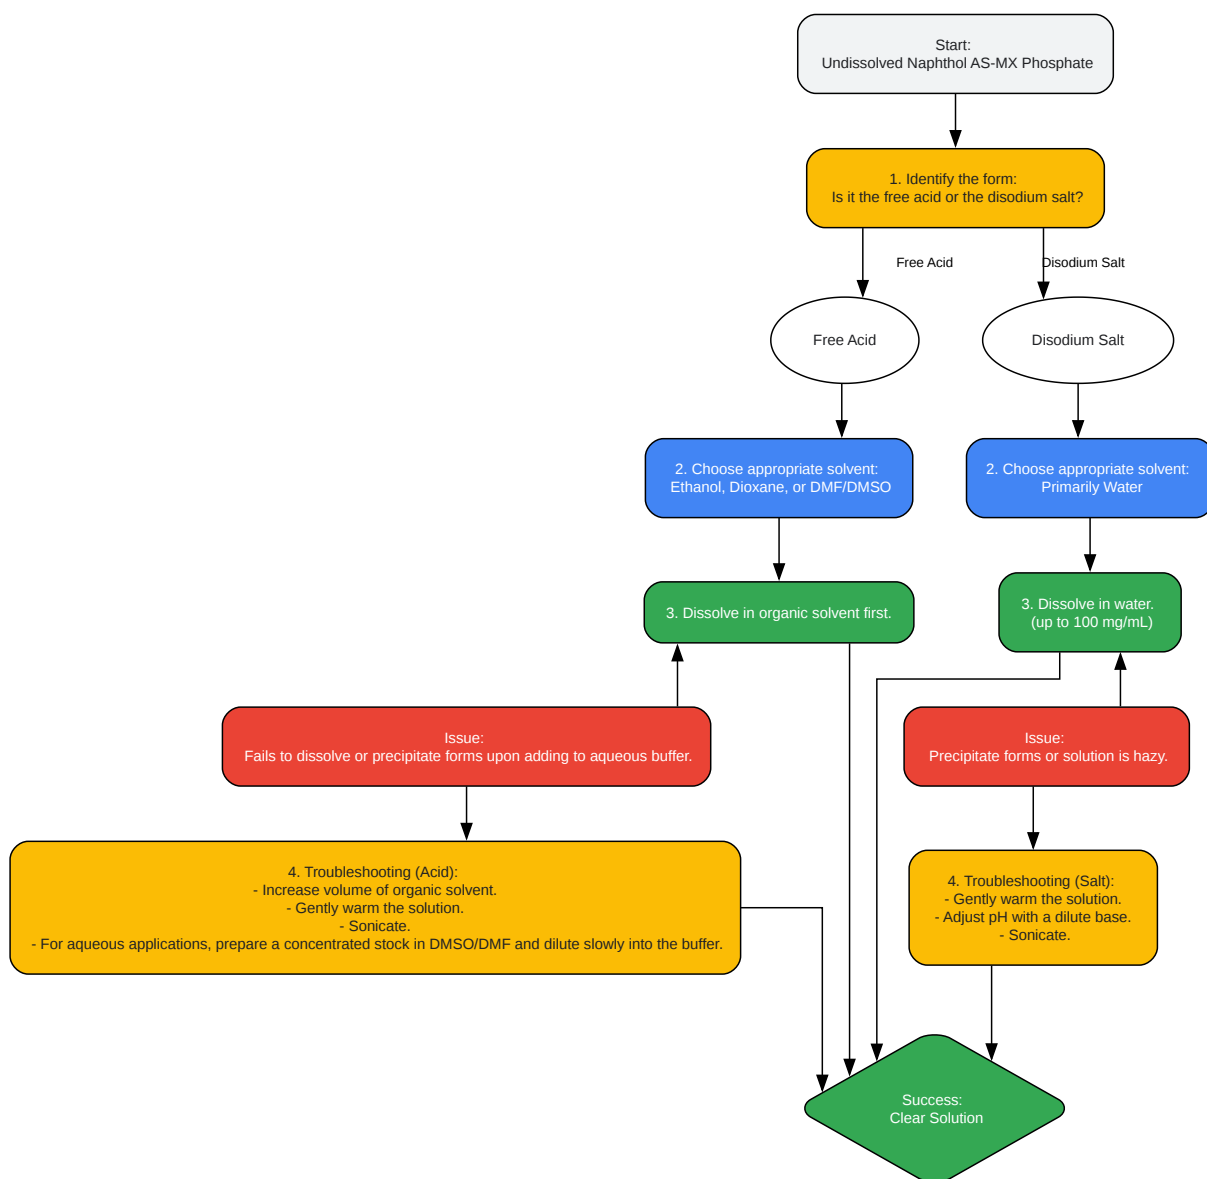 Start:
Undissolved Naphthol AS-MX Phosphate
1. Identify the form:
Is it the free acid or the disodium salt?
Free Acid
Disodium Salt
Free Acid
Disodium Salt
2. Choose appropriate solvent:
Ethanol, Dioxane, or DMF/DMSO
2. Choose appropriate solvent:
Primarily Water
3. Dissolve in organic solvent first.
3. Dissolve in water.
(up to 100 mg/mL)
Issue:
Fails to dissolve or precipitate forms upon adding to aqueous buffer.
Issue:
Precipitate forms or solution is hazy.
4. Troubleshooting (Acid):
- Increase volume of organic solvent.
- Gently warm the solution.
- Sonicate.
- For aqueous applications, prepare a concentrated stock in DMSO/DMF and dilute slowly into the buffer.
4. Troubleshooting (Salt):
- Gently warm the solution.
- Adjust pH with a dilute base.
- Sonicate.
Success:
Clear Solution